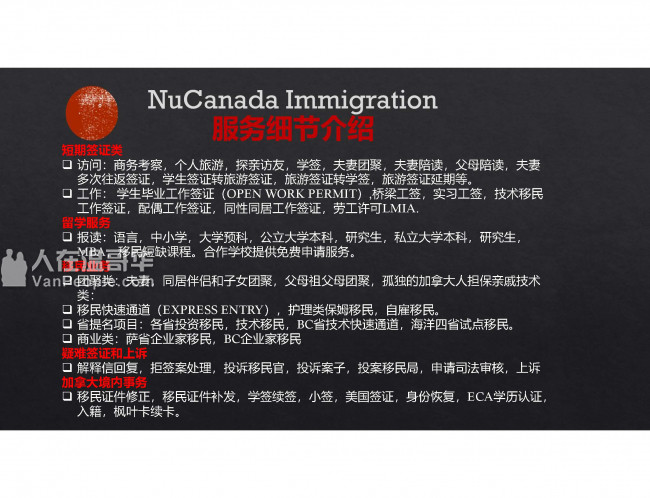 NuCanada Immigration
服务细节介绍
短期签证类
访问：商务考察，个人旅游，探亲访友，学签，夫妻团聚，夫妻陪读，父母陪读，夫妻
多次往返签证，学生签证转旅游签证，旅游签证转学签，旅游签证延期等。
工作： 学生毕业工作签证（OPEN WORK PERMIT）,桥梁工签，实习工签，技术移民
工作签证，配偶工作签证，同性同居工作签证，劳工许可LMIA.
留学服务
报读：语言，中小学，大学预科，公立大学本科，研究生，私立大学本科，研究生，
MBA，移民短缺课程。合作学校提供免费申请服务。
人在温哥华
Van
.com
团聚类：夫妻，同居伴侣和子女团聚，父母祖父母团聚，孤独的加拿大人担保亲戚技术
类：
移民快速通道（EXPRESS ENTRY），护理类保姆移民，自雇移民。
省提名项目：各省投资移民，技术移民，BC省技术快速通道，海洋四省试点移民。
商业类：萨省企业家移民，BC企业家移民
疑难签证和上诉
解释信回复，拒签案处理，投诉移民官，投诉案子，投案移民局，申请司法审核，上诉
加拿大境内事务
移民证件修正，移民证件补发，学签续签，小签，美国签证，身份恢复，ECA学历认证，
入籍，枫叶卡续卡。